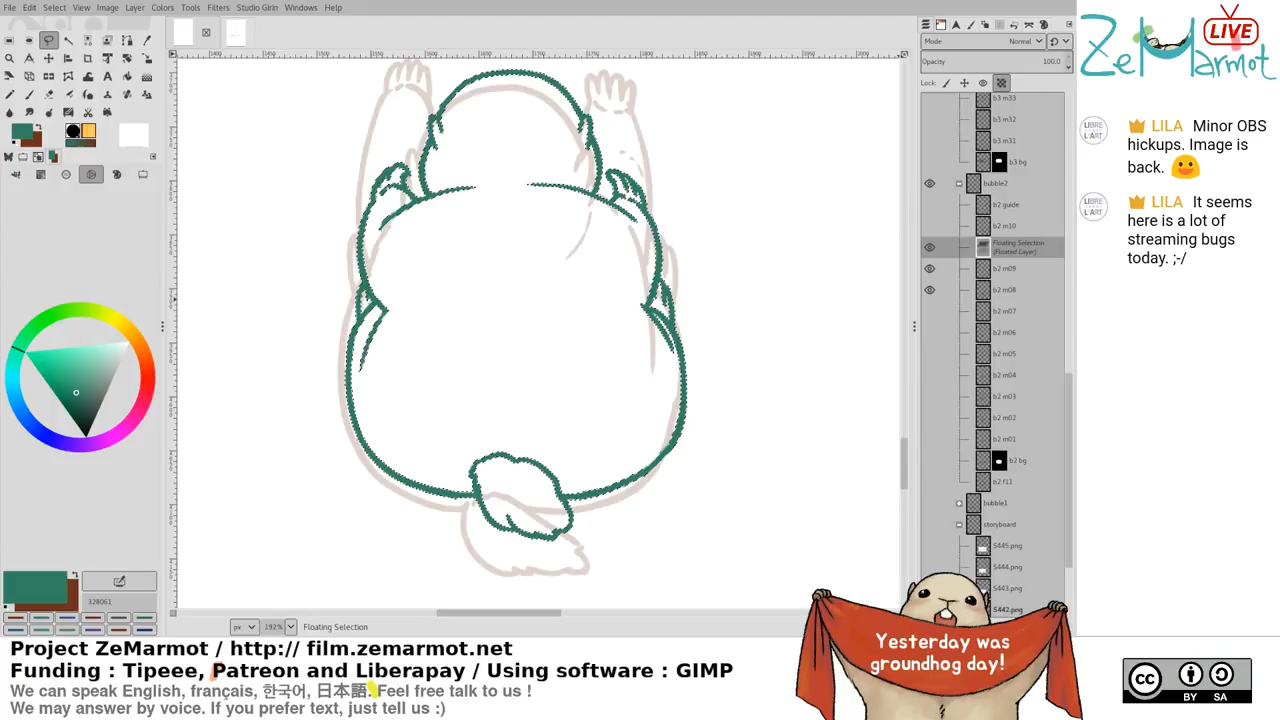 File Edit Select View Image Layer Colors Tools Filters Studio Girin Windows Help
Mode Normal
Opacity 100.0
Lock:
b3 m33
b3 m32
b3 m31
b3 bg
bubble2
b2 guide
b2 m10
Floating Selection
(Floated Layer)
b2 m09
b2 m08
b2 m07
b2 m06
b2 m05
b2 m04
b2 m03
b2 m02
b2 m01
b2 bg
b2 f11
bubble1
storyboard
S445.png
S444.png
S443.png
S442.png
328061
px 192% Floating Selection
ZeMarmot LIVE
LIBRE
L'ART
LILA Minor OBS
hickups. Image is
back.
LIBRE
L'ART
LILA It seems
here is a lot of
streaming bugs
today. ;-/
Yesterday was
groundhog day!
Project ZeMarmot / http:// film.zemarmot.net
Funding : Tipeee, Patreon and Liberapay / Using software : GIMP
We can speak English, français, 한국어, 日本語. Feel free talk to us !
We may answer by voice. If you prefer text, just tell us :)
cc BY SA